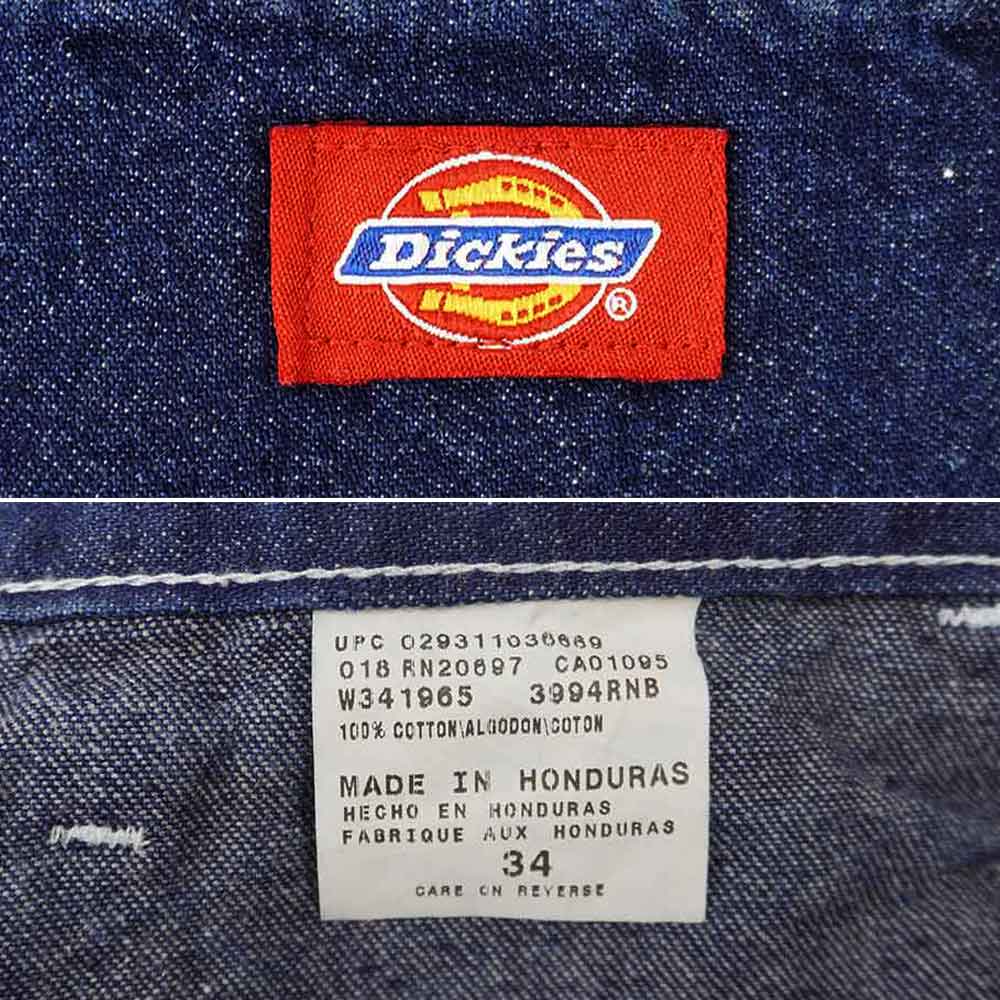 Dickies
®
UPC 029311036669
018 RN20697 CA01095
W341965 3994RNB
100% COTTON\ALGODON\COTON
MADE IN HONDURAS
HECHO EN HONDURAS
FABRIQUE AUX HONDURAS
34
CARE ON REVERSE